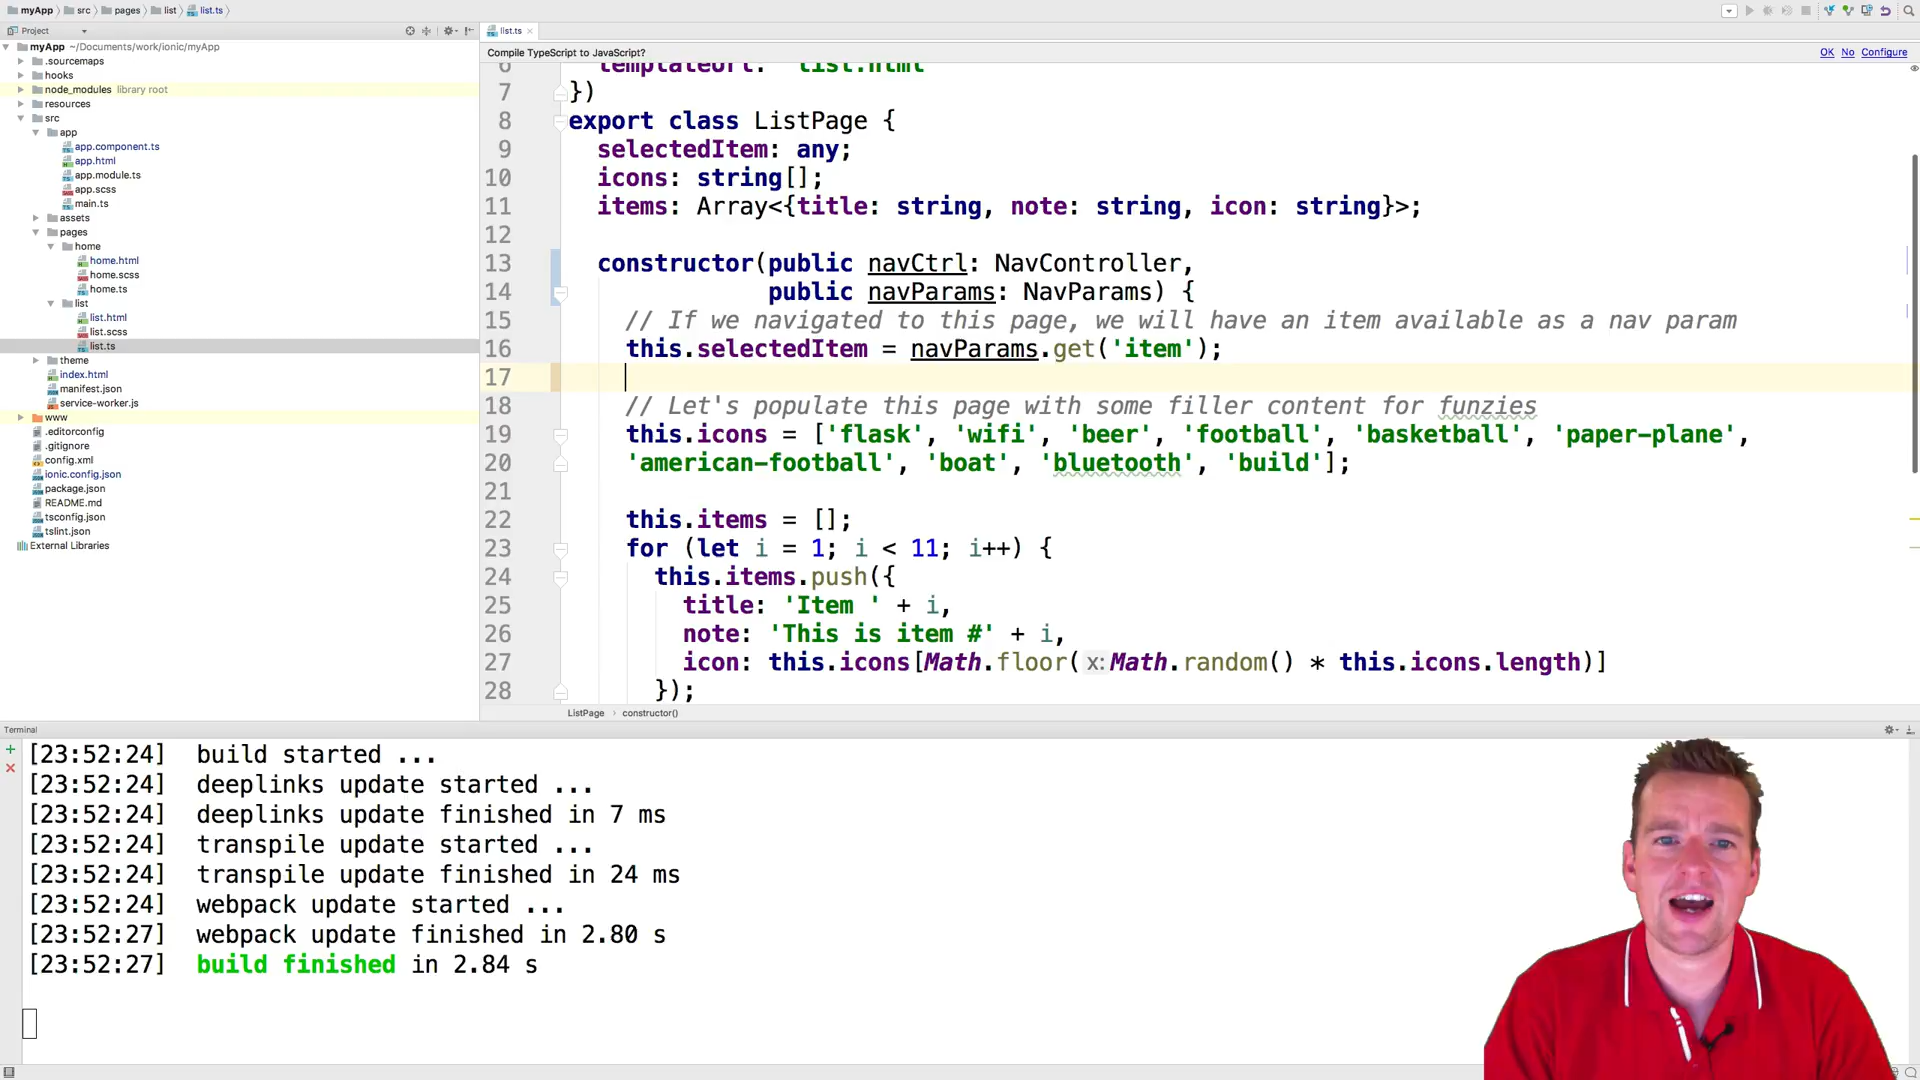 myApp src pages list list.ts
Project
list.ts
myApp ~/Documents/work/ionic/myApp
.sourcemaps
hooks
node_modules library root
resources
src
app
app.component.ts
app.html
app.module.ts
app.scss
main.ts
assets
pages
home
home.html
home.scss
home.ts
list
list.html
list.scss
list.ts
theme
index.html
manifest.json
service-worker.js
www
.editorconfig
.gitignore
config.xml
ionic.config.json
package.json
README.md
tsconfig.json
tslint.json
External Libraries
Compile TypeScript to JavaScript? OK No Configure
6 templateUrl: 'list.html'
7 })
8 export class ListPage {
9 selectedItem: any;
10 icons: string[];
11 items: Array<{title: string, note: string, icon: string}>;
12
13 constructor(public navCtrl: NavController,
14 public navParams: NavParams) {
15 // If we navigated to this page, we will have an item available as a nav param
16 this.selectedItem = navParams.get('item');
17
18 // Let's populate this page with some filler content for funzies
19 this.icons = ['flask', 'wifi', 'beer', 'football', 'basketball', 'paper-plane',
20 'american-football', 'boat', 'bluetooth', 'build'];
21
22 this.items = [];
23 for (let i = 1; i < 11; i++) {
24 this.items.push({
25 title: 'Item ' + i,
26 note: 'This is item #' + i,
27 icon: this.icons[Math.floor(x:Math.random() * this.icons.length)]
28 });
ListPage constructor()
Terminal
[23:52:24] build started ...
[23:52:24] deeplinks update started ...
[23:52:24] deeplinks update finished in 7 ms
[23:52:24] transpile update started ...
[23:52:24] transpile update finished in 24 ms
[23:52:24] webpack update started ...
[23:52:27] webpack update finished in 2.80 s
[23:52:27] build finished in 2.84 s